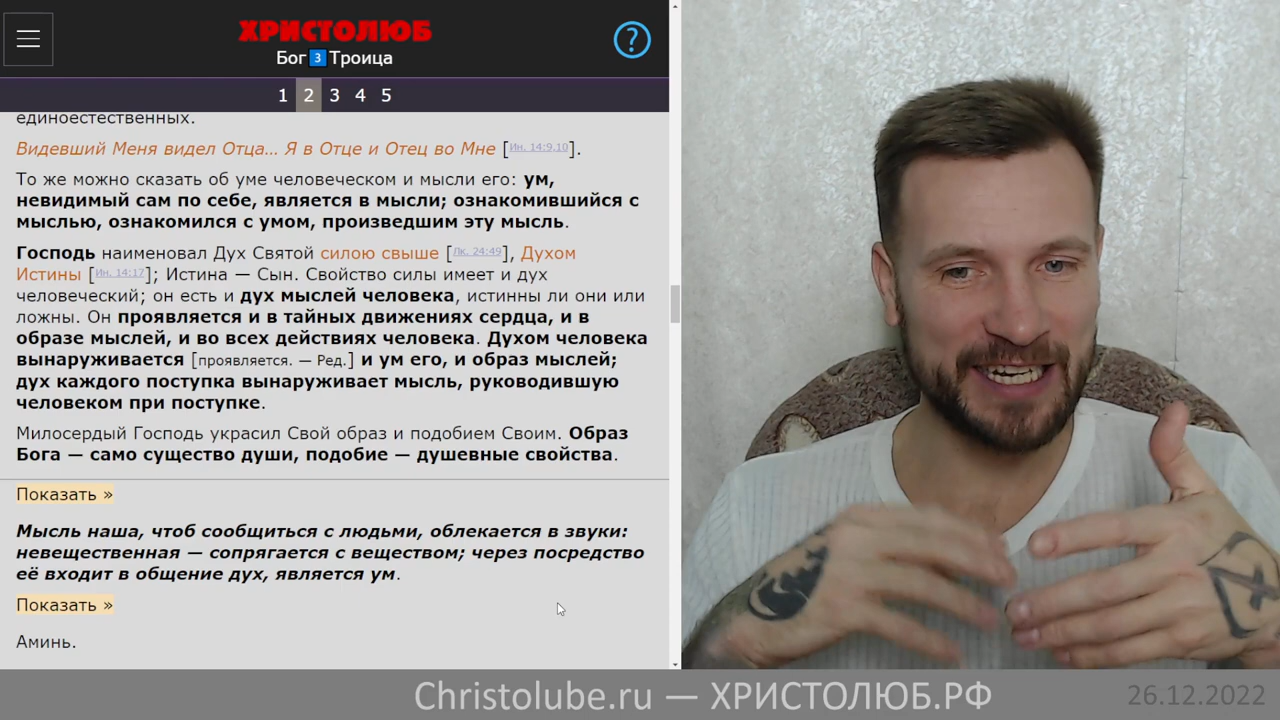 ХРИСТОЛЮБ
Бог 3 Троица
1 2 3 4 5
единоестественных.
Видевший Меня видел Отца... Я в Отце и Отец во Мне [Ин. 14:9,10].
То же можно сказать об уме человеческом и мысли его: ум,
невидимый сам по себе, является в мысли; ознакомившийся с
мыслью, ознакомился с умом, произведшим эту мысль.
Господь наименовал Дух Святой силою свыше [Лк. 24:49], Духом
Истины [Ин. 14:17]; Истина — Сын. Свойство силы имеет и дух
человеческий; он есть и дух мыслей человека, истинны ли они или
ложны. Он проявляется и в тайных движениях сердца, и в
образе мыслей, и во всех действиях человека. Духом человека
вынаруживается [проявляется. — Ред.] и ум его, и образ мыслей;
дух каждого поступка вынаруживает мысль, руководившую
человеком при поступке.
Милосердый Господь украсил Свой образ и подобием Своим. Образ
Бога — само существо души, подобие — душевные свойства.
Показать »
Мысль наша, чтоб сообщиться с людьми, облекается в звуки:
невещественная — сопрягается с веществом; через посредство
её входит в общение дух, является ум.
Показать »
Аминь.
Christolube.ru — ХРИСТОЛЮБ.РФ
26.12.2022